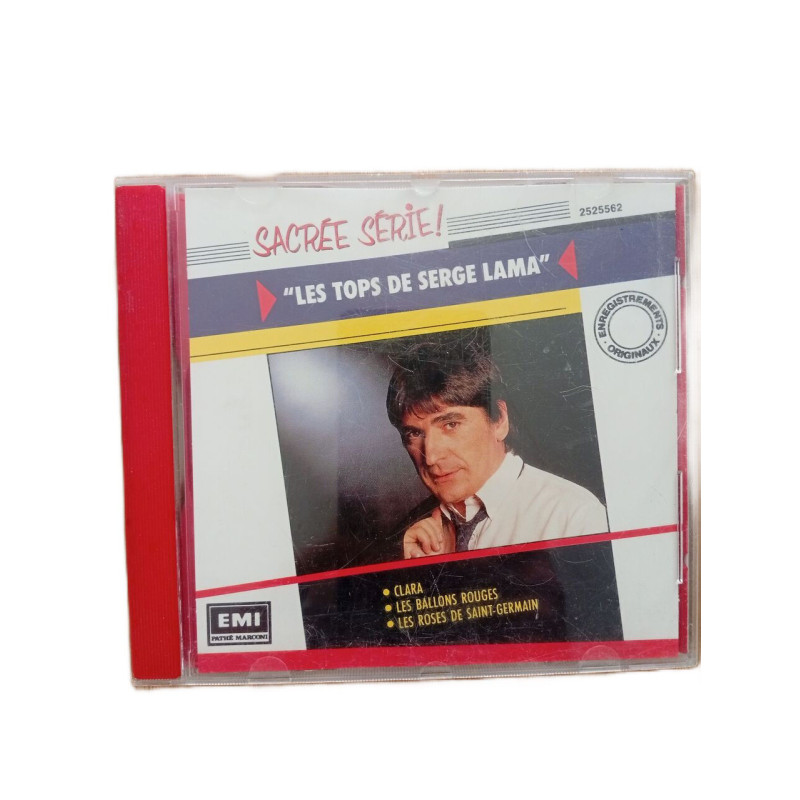 SACRÉE SÉRIE!
2525562
"LES TOPS DE SERGE LAMA"
ENREGISTREMENTS
• ORIGINAUX •
• CLARA
• LES BALLONS ROUGES
• LES ROSES DE SAINT-GERMAIN
EMI
PATHÉ MARCONI